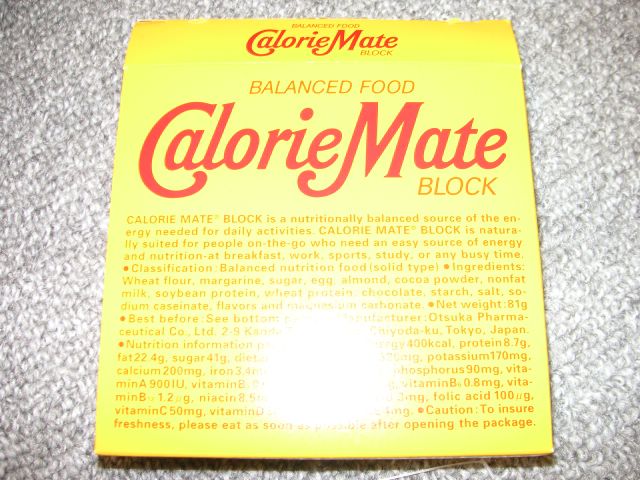 BALANCED FOOD
CalorieMate
BLOCK
BALANCED FOOD
CalorieMate
BLOCK
CALORIE MATE® BLOCK is a nutritionally balanced source of the en-
ergy needed for daily activities. CALORIE MATE® BLOCK is natura-
lly suited for people on-the-go who need an easy source of energy
and nutrition-at breakfast, work, sports, study, or any busy time.
●Classification: Balanced nutrition food (solid type) ●Ingredients:
Wheat flour, margarine, sugar, egg, almond, cocoa powder, nonfat
milk, soybean protein, wheat protein, chocolate, starch, salt, so-
dium caseinate, flavors and magnesium carbonate. ●Net weight: 81g
●Best before: See bottom Manufacturer: Otsuka Pharma-
ceutical Co., Ltd. 2-9 Kanda Chiyoda-ku, Tokyo, Japan.
●Nutrition information energy 400kcal, protein 8.7g,
fat 22.4g, sugar 41g, potassium 170mg,
calcium 200mg, iron phosphorus 90mg, vita-
min A 900IU, vitamin vitamin 0.8mg, vita-
min 1.2μg, niacin folic acid 100μg,
vitamin C 50mg, vitamin ●Caution: To insure
freshness, please eat as soon as possible after opening the package.